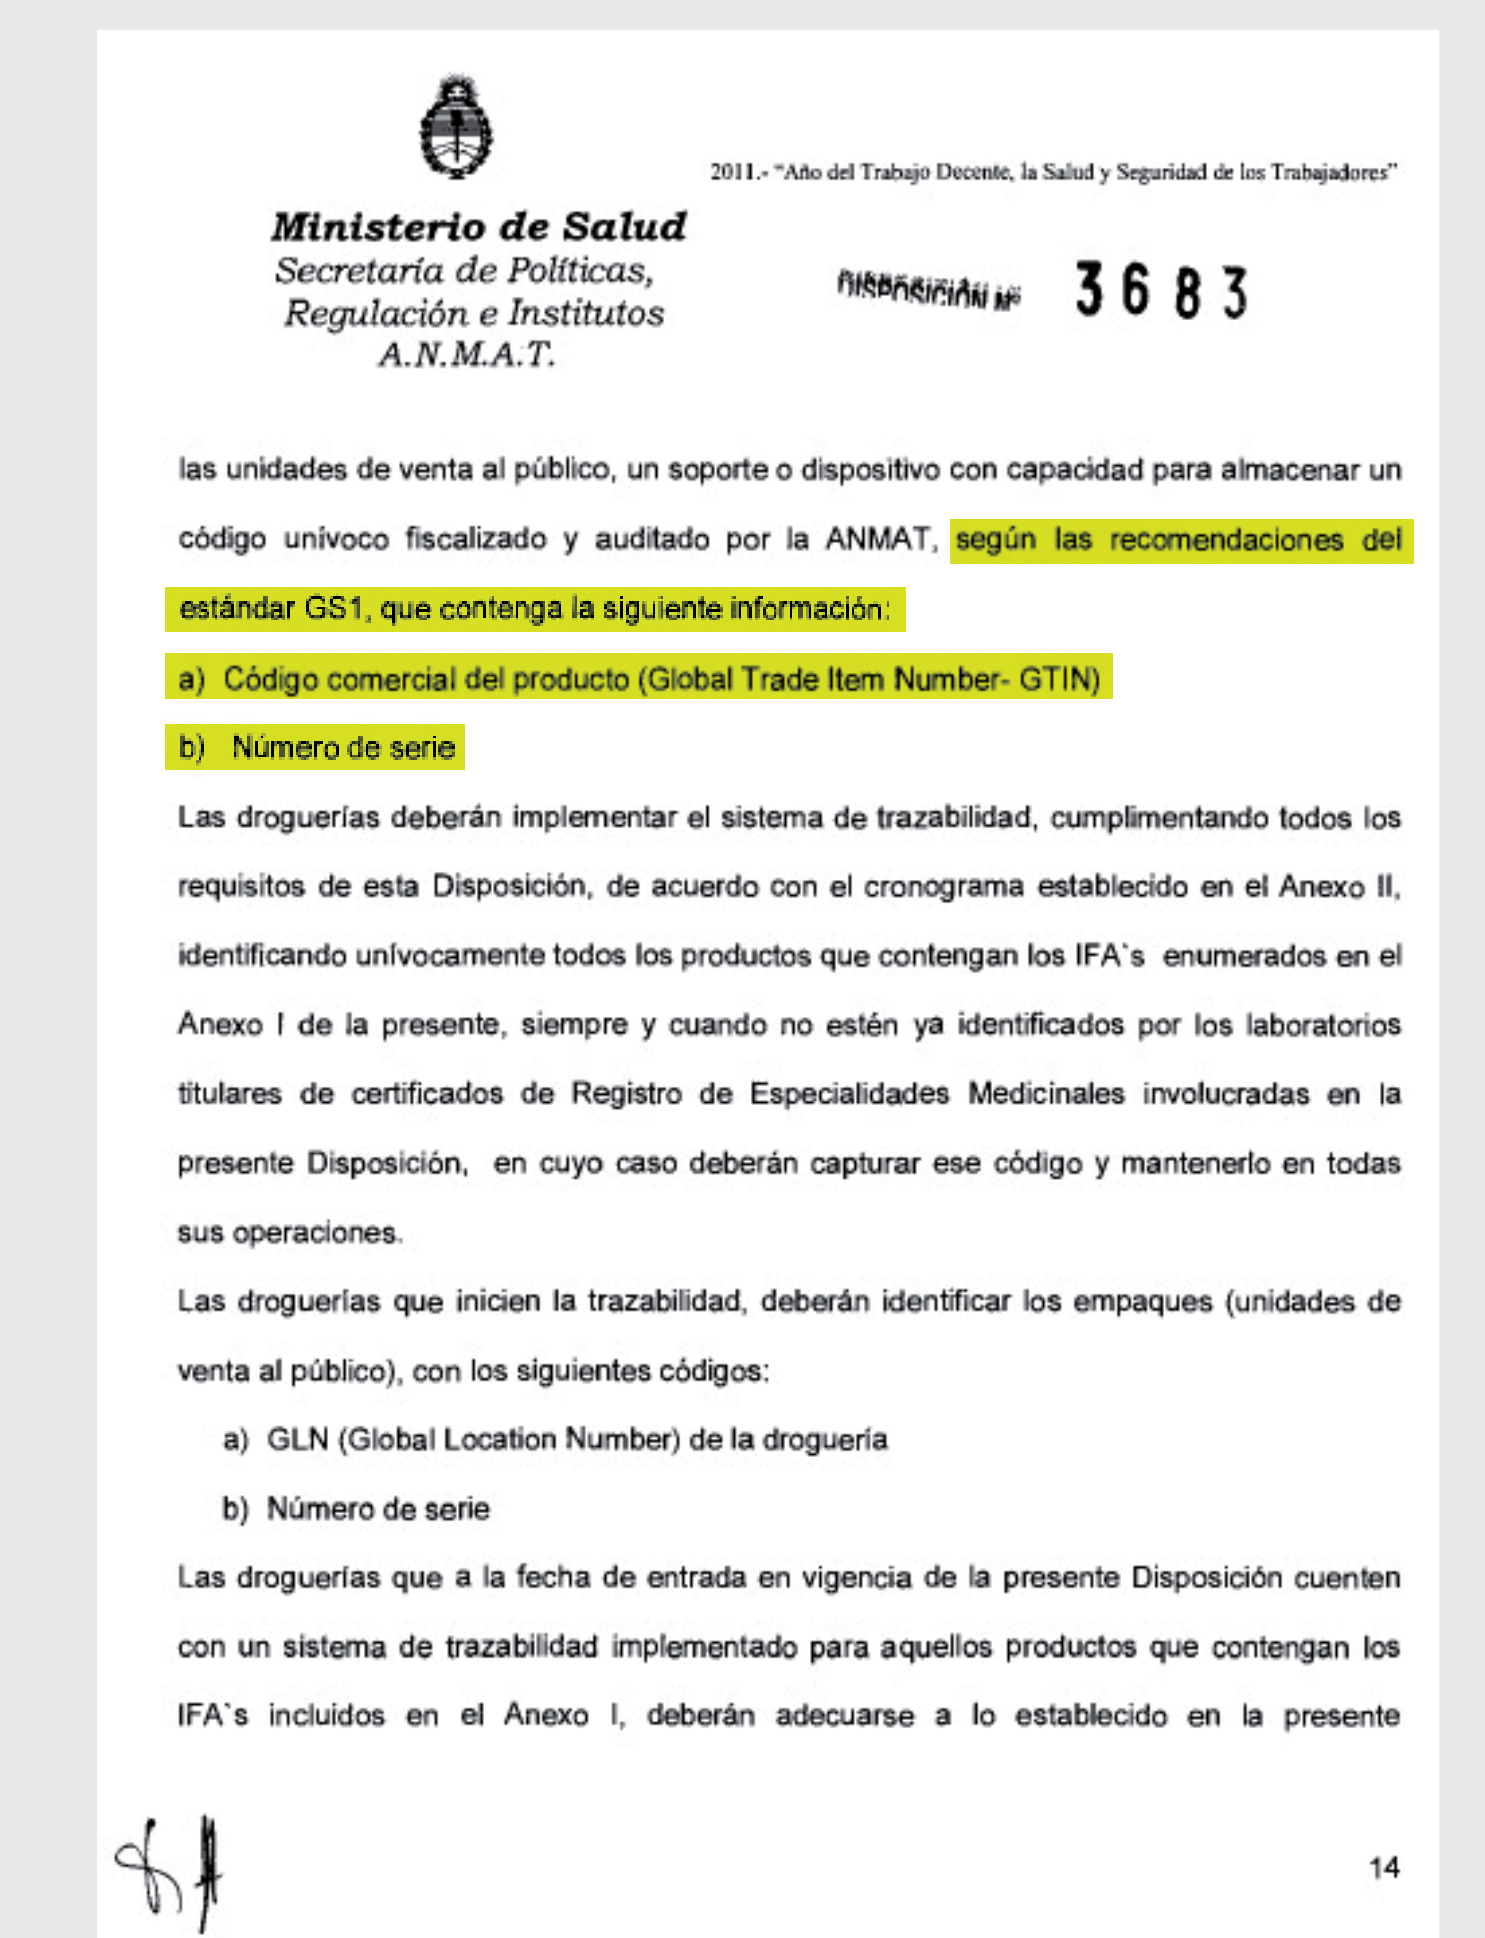 2011.- "Año del Trabajo Decente, la Salud y Seguridad de los Trabajadores"
Ministerio de Salud
Secretaría de Políticas,
Regulación e Institutos
A.N.M.A.T.
DISPOSICIÓN Nº 3683
las unidades de venta al público, un soporte o dispositivo con capacidad para almacenar un
código unívoco fiscalizado y auditado por la ANMAT, según las recomendaciones del
estándar GS1, que contenga la siguiente información:
a) Código comercial del producto (Global Trade Item Number- GTIN)
b) Número de serie
Las droguerías deberán implementar el sistema de trazabilidad, cumplimentando todos los
requisitos de esta Disposición, de acuerdo con el cronograma establecido en el Anexo II,
identificando unívocamente todos los productos que contengan los IFA`s enumerados en el
Anexo I de la presente, siempre y cuando no estén ya identificados por los laboratorios
titulares de certificados de Registro de Especialidades Medicinales involucradas en la
presente Disposición, en cuyo caso deberán capturar ese código y mantenerlo en todas
sus operaciones.
Las droguerías que inicien la trazabilidad, deberán identificar los empaques (unidades de
venta al público), con los siguientes códigos:
a) GLN (Global Location Number) de la droguería
b) Número de serie
Las droguerías que a la fecha de entrada en vigencia de la presente Disposición cuenten
con un sistema de trazabilidad implementado para aquellos productos que contengan los
IFA`s incluidos en el Anexo I, deberán adecuarse a lo establecido en la presente
14